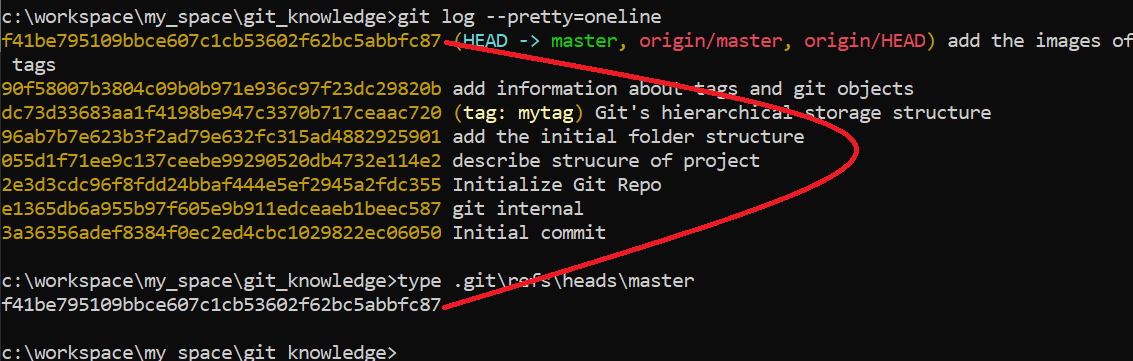 c:\workspace\my_space\git_knowledge>git log --pretty=oneline
f41be795109bbce607c1cb53602f62bc5abbfc87 (HEAD -> master, origin/master, origin/HEAD) add the images of
tags
90f58007b3804c09b0b971e936c97f23dc29820b add information about tags and git objects
dc73d33683aa1f4198be947c3370b717ceaac720 (tag: mytag) Git's hierarchical storage structure
96ab7b7e623b3f2ad79e632fc315ad4882925901 add the initial folder structure
055d1f71ee9c137ceebe99290520db4732e114e2 describe strucure of project
2e3d3cdc96f8fdd24bbaf444e5ef2945a2fdc355 Initialize Git Repo
e1365db6a955b97f605e9b911edceaeb1beec587 git internal
3a36356adef8384f0ec2ed4cbc1029822ec06050 Initial commit
c:\workspace\my_space\git_knowledge>type .git\refs\heads\master
f41be795109bbce607c1cb53602f62bc5abbfc87
c:\workspace\my_space\git_knowledge>